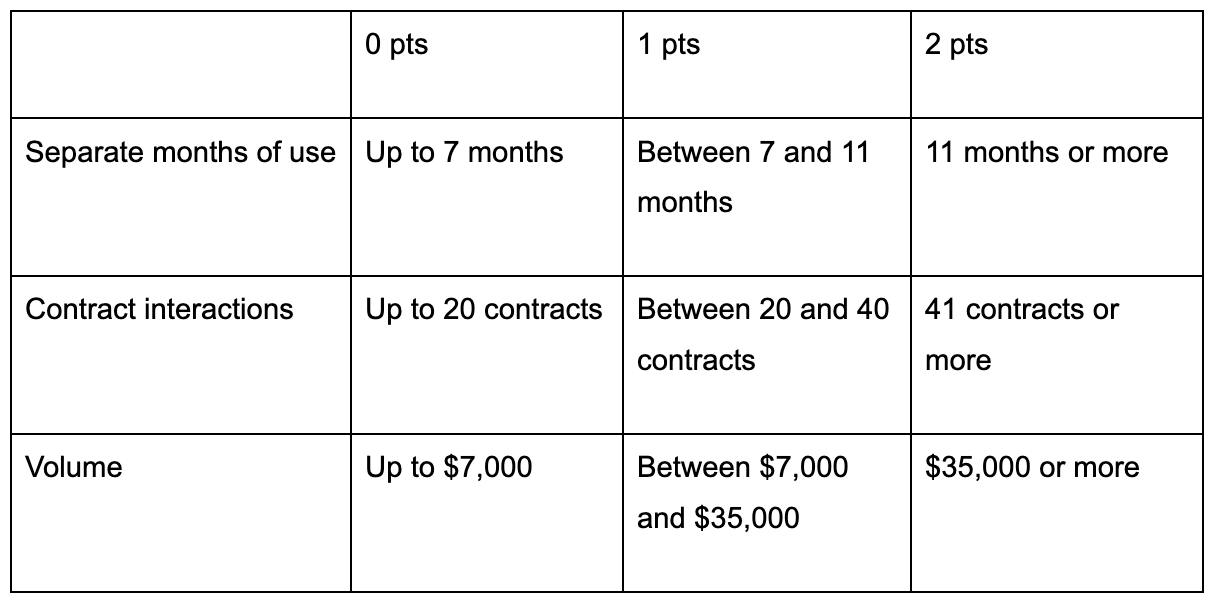 0 pts 1 pts 2 pts
Separate months of use Up to 7 months Between 7 and 11 11 months or more
months
Contract interactions Up to 20 contracts Between 20 and 40 41 contracts or
contracts more
Volume Up to $7,000 Between $7,000 $35,000 or more
and $35,000